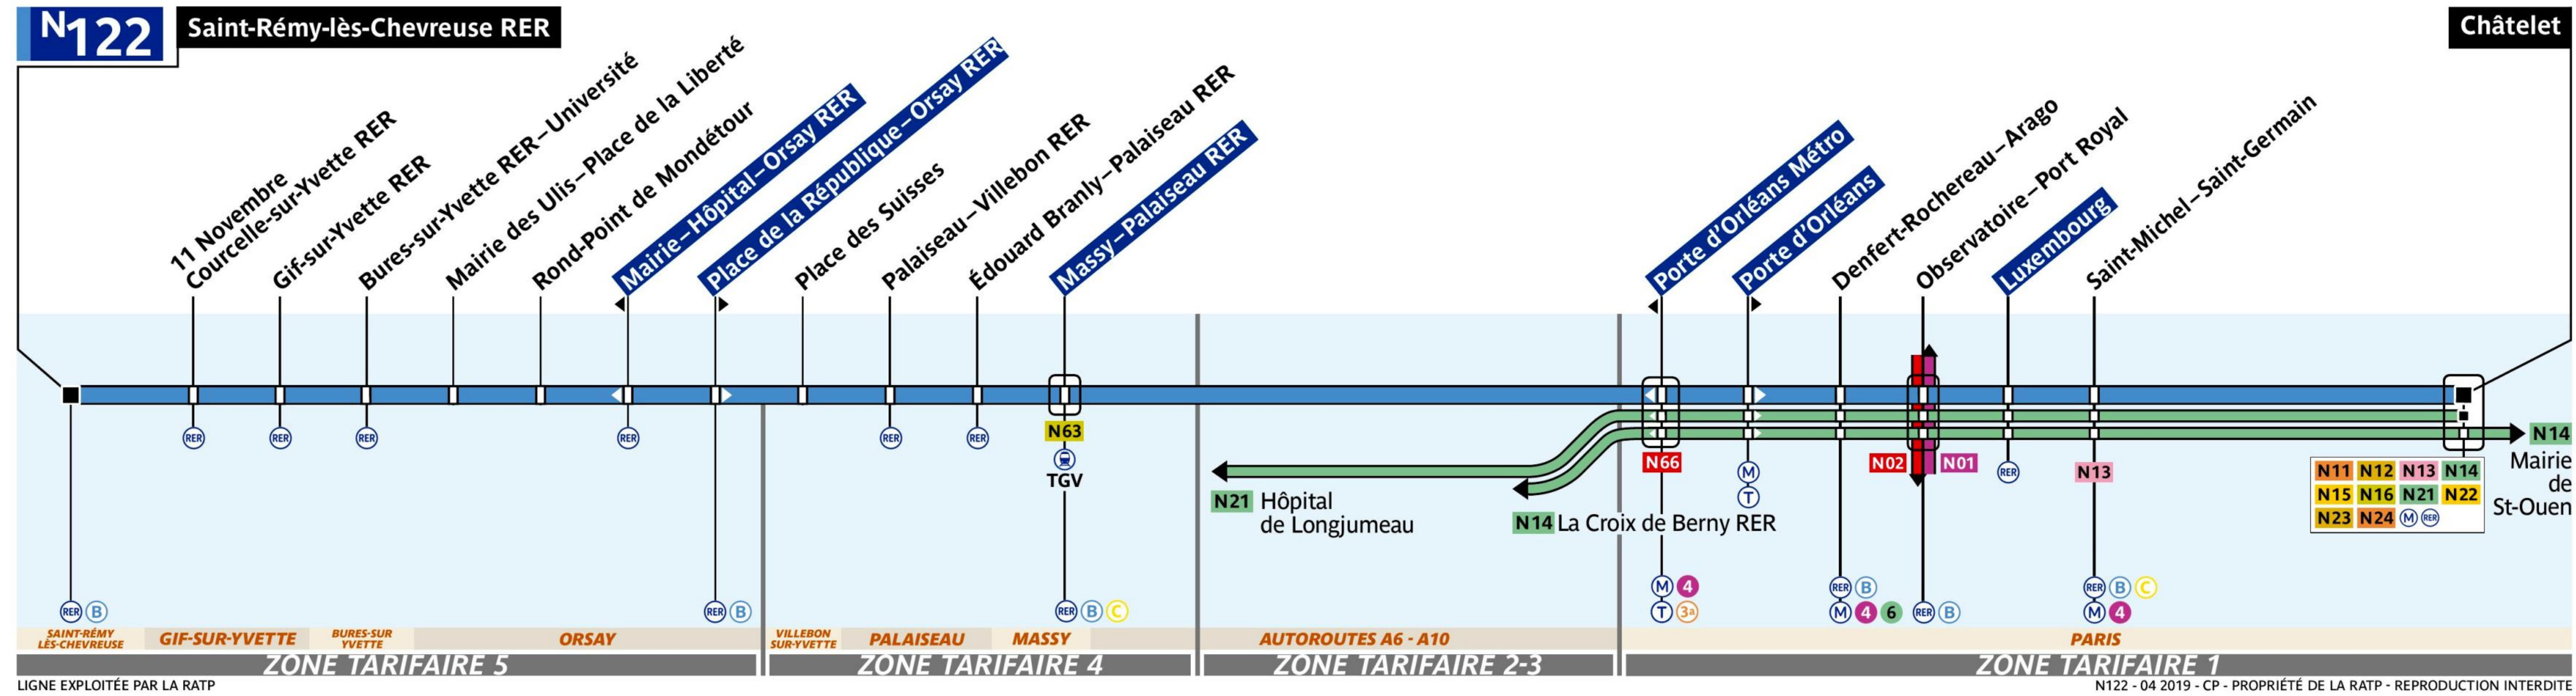 N122
Saint-Rémy-lès-Chevreuse RER
Châtelet
11 Novembre
Courcelle-sur-Yvette RER
Gif-sur-Yvette RER
Bures-sur-Yvette RER–Université
Mairie des Ulis–Place de la Liberté
Rond-Point de Mondétour
Mairie–Hôpital–Orsay RER
Place de la République–Orsay RER
Place des Suisses
Palaiseau–Villebon RER
Édouard Branly–Palaiseau RER
Massy–Palaiseau RER
Porte d'Orléans Métro
Porte d'Orléans
Denfert-Rochereau–Arago
Observatoire–Port Royal
Luxembourg
Saint-Michel–Saint-Germain
RER
RER
RER
RER
RER
RER
N63
TGV
N66
M
T
N02
N01
RER
N13
N14
Mairie
de
St-Ouen
N11 N12 N13 N14
N15 N16 N21 N22
N23 N24 M RER
N21 Hôpital
de Longjumeau
N14 La Croix de Berny RER
RER B
RER B
RER B C
M 4
T 3a
RER B
M 4 6
RER B
RER B C
M 4
SAINT-RÉMY
LÈS-CHEVREUSE
GIF-SUR-YVETTE
BURES-SUR
YVETTE
ORSAY
VILLEBON
SUR-YVETTE
PALAISEAU
MASSY
AUTOROUTES A6 - A10
PARIS
ZONE TARIFAIRE 5
ZONE TARIFAIRE 4
ZONE TARIFAIRE 2-3
ZONE TARIFAIRE 1
LIGNE EXPLOITÉE PAR LA RATP
N122 - 04 2019 - CP - PROPRIÉTÉ DE LA RATP - REPRODUCTION INTERDITE